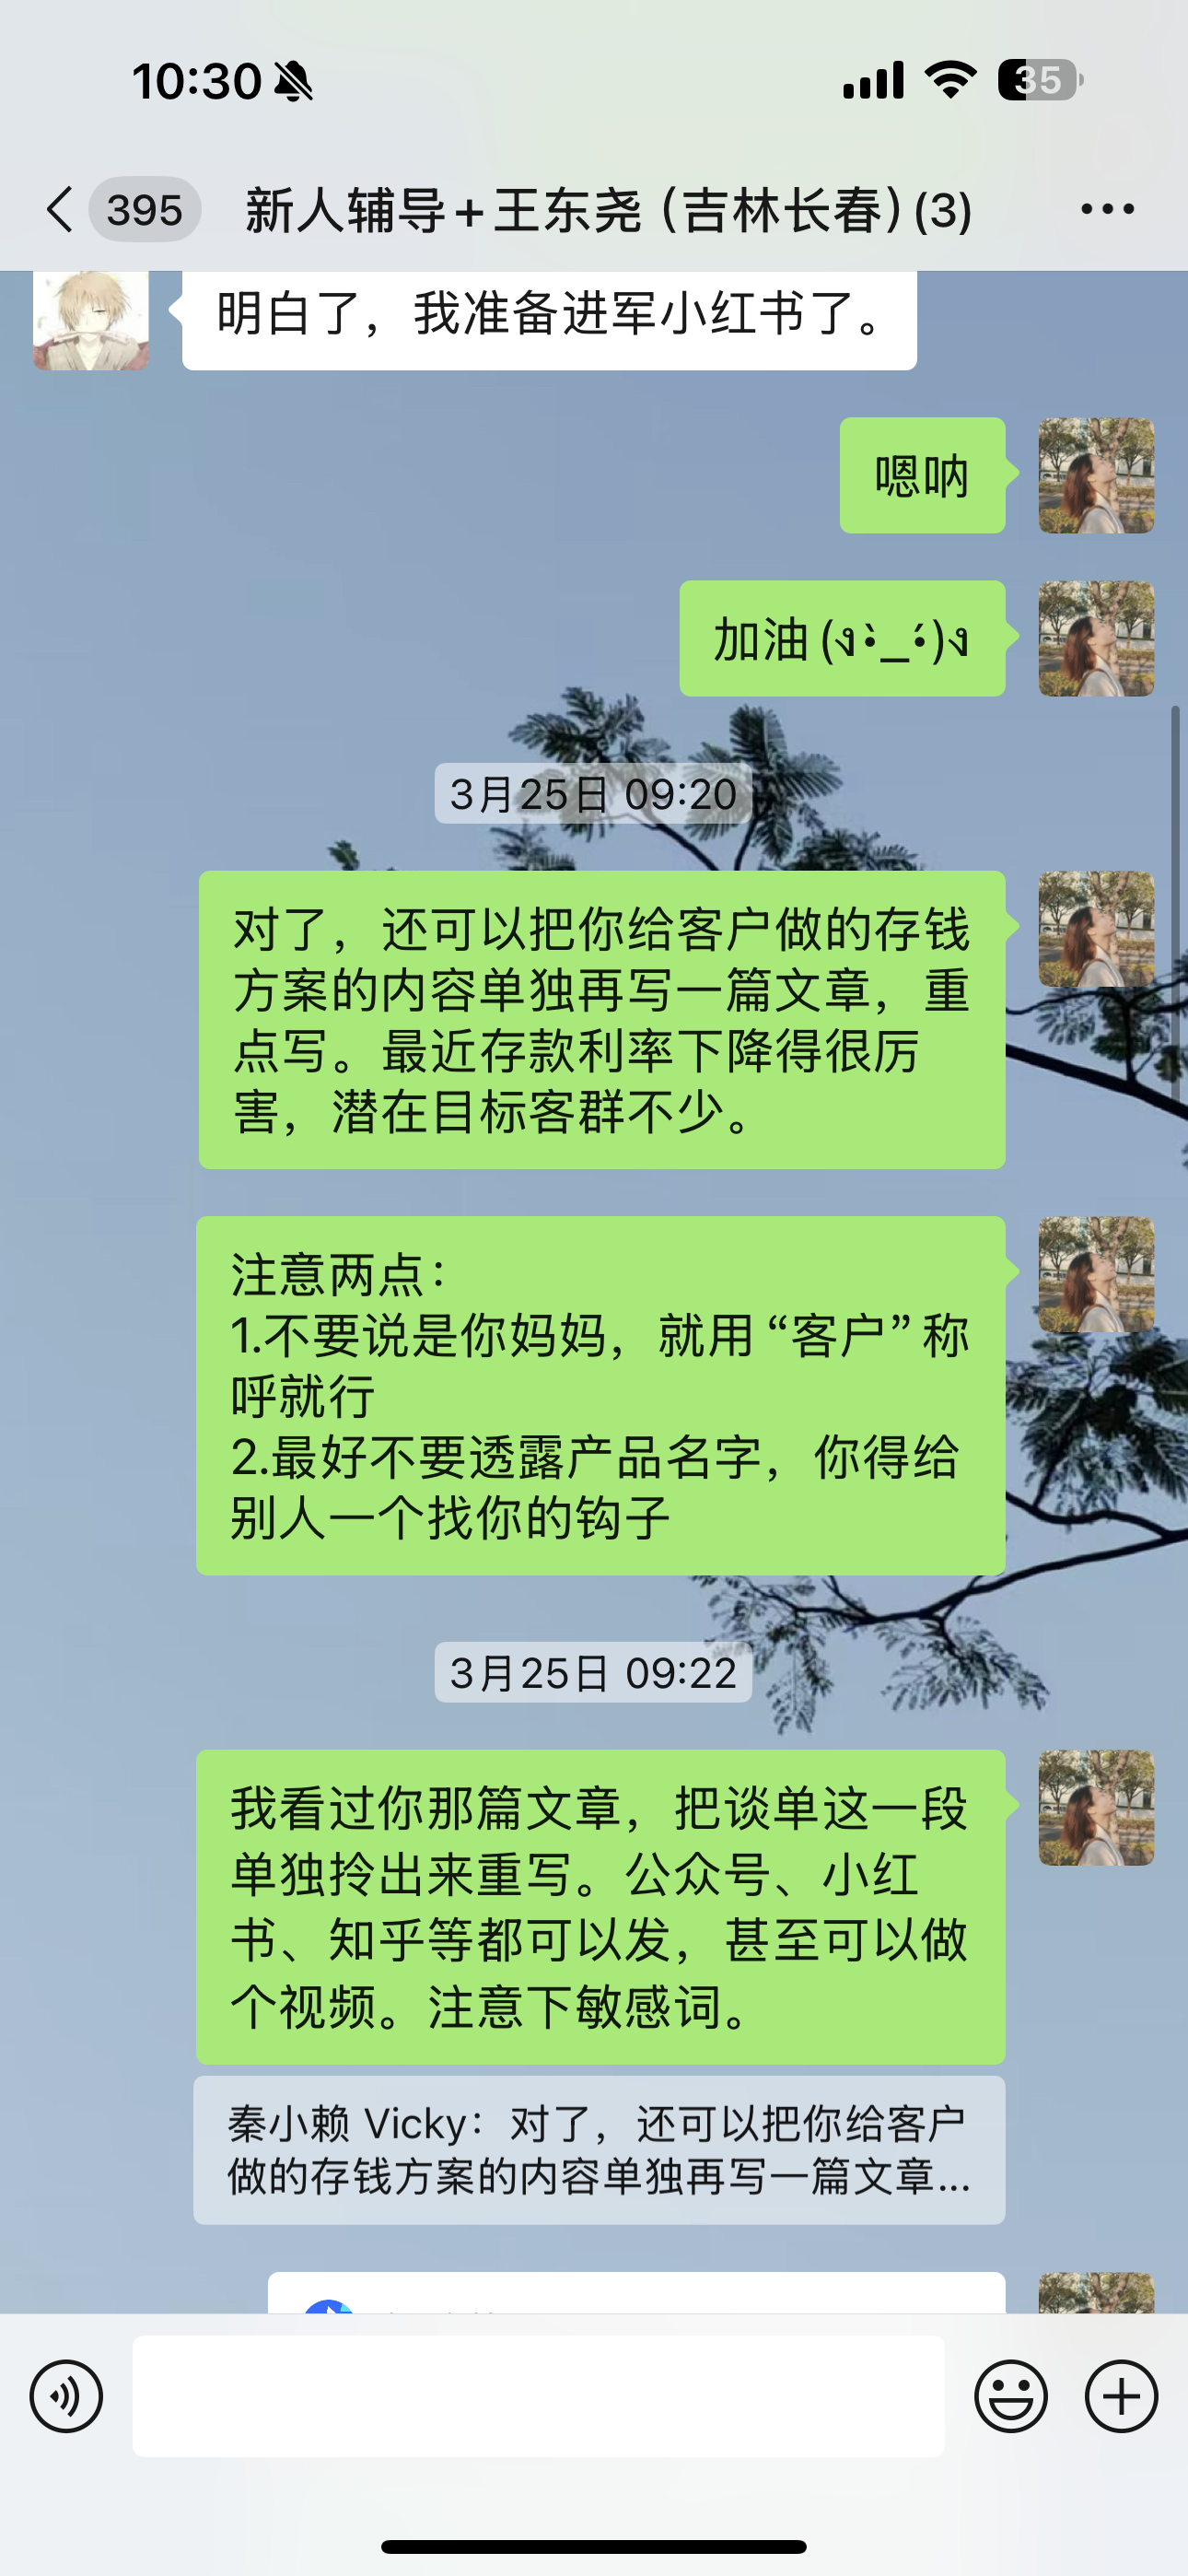 10:30
35
395
新人辅导+王东尧（吉林长春）(3)
明白了，我准备进军小红书了。
嗯呐
加油(ง•̀_•́)ง
3月25日 09:20
对了，还可以把你给客户做的存钱
方案的内容单独再写一篇文章，重
点写。最近存款利率下降得很厉
害，潜在目标客群不少。
注意两点：
1.不要说是你妈妈，就用“客户”称
呼就行
2.最好不要透露产品名字，你得给
别人一个找你的钩子
3月25日 09:22
我看过你那篇文章，把谈单这一段
单独拎出来重写。公众号、小红
书、知乎等都可以发，甚至可以做
个视频。注意下敏感词。
秦小赖 Vicky：对了，还可以把你给客户
做的存钱方案的内容单独再写一篇文章...